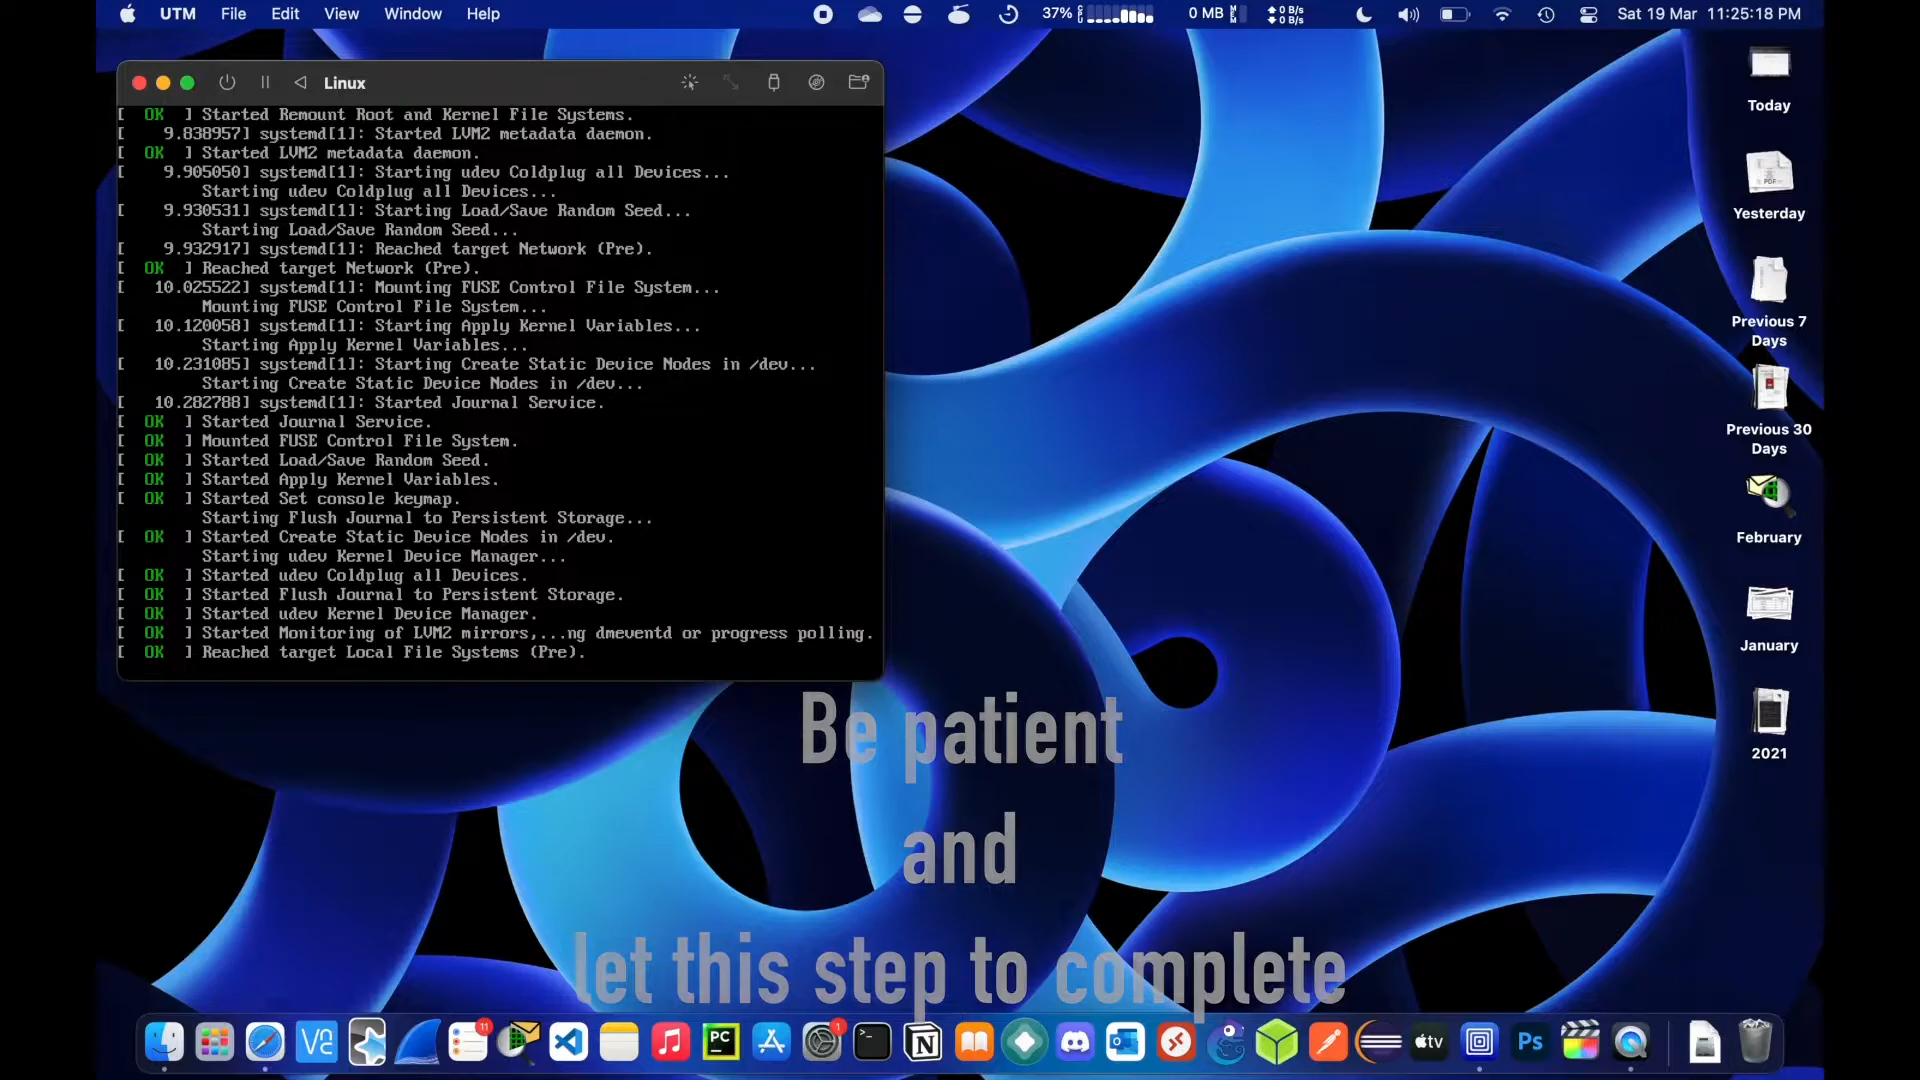 UTM File Edit View Window Help 37% 0 MB 0 B/s 0 B/s Sat 19 Mar 11:25:18 PM
Linux
[ OK ] Started Remount Root and Kernel File Systems.
[ 9.838957] systemd[1]: Started LVM2 metadata daemon.
[ OK ] Started LVM2 metadata daemon.
[ 9.905050] systemd[1]: Starting udev Coldplug all Devices...
Starting udev Coldplug all Devices...
[ 9.930531] systemd[1]: Starting Load/Save Random Seed...
Starting Load/Save Random Seed...
[ 9.932917] systemd[1]: Reached target Network (Pre).
[ OK ] Reached target Network (Pre).
[ 10.025522] systemd[1]: Mounting FUSE Control File System...
Mounting FUSE Control File System...
[ 10.120058] systemd[1]: Starting Apply Kernel Variables...
Starting Apply Kernel Variables...
[ 10.231085] systemd[1]: Starting Create Static Device Nodes in /dev...
Starting Create Static Device Nodes in /dev...
[ 10.282788] systemd[1]: Started Journal Service.
[ OK ] Started Journal Service.
[ OK ] Mounted FUSE Control File System.
[ OK ] Started Load/Save Random Seed.
[ OK ] Started Apply Kernel Variables.
[ OK ] Started Set console keymap.
Starting Flush Journal to Persistent Storage...
[ OK ] Started Create Static Device Nodes in /dev.
Starting udev Kernel Device Manager...
[ OK ] Started udev Coldplug all Devices.
[ OK ] Started Flush Journal to Persistent Storage.
[ OK ] Started udev Kernel Device Manager.
[ OK ] Started Monitoring of LVM2 mirrors,...ng dmeventd or progress polling.
[ OK ] Reached target Local File Systems (Pre).
Today
PDF
Yesterday
Previous 7
Days
Previous 30
Days
February
January
2021
Be patient
and
let this step to complete
VE 11 PC 1 N tv Ps